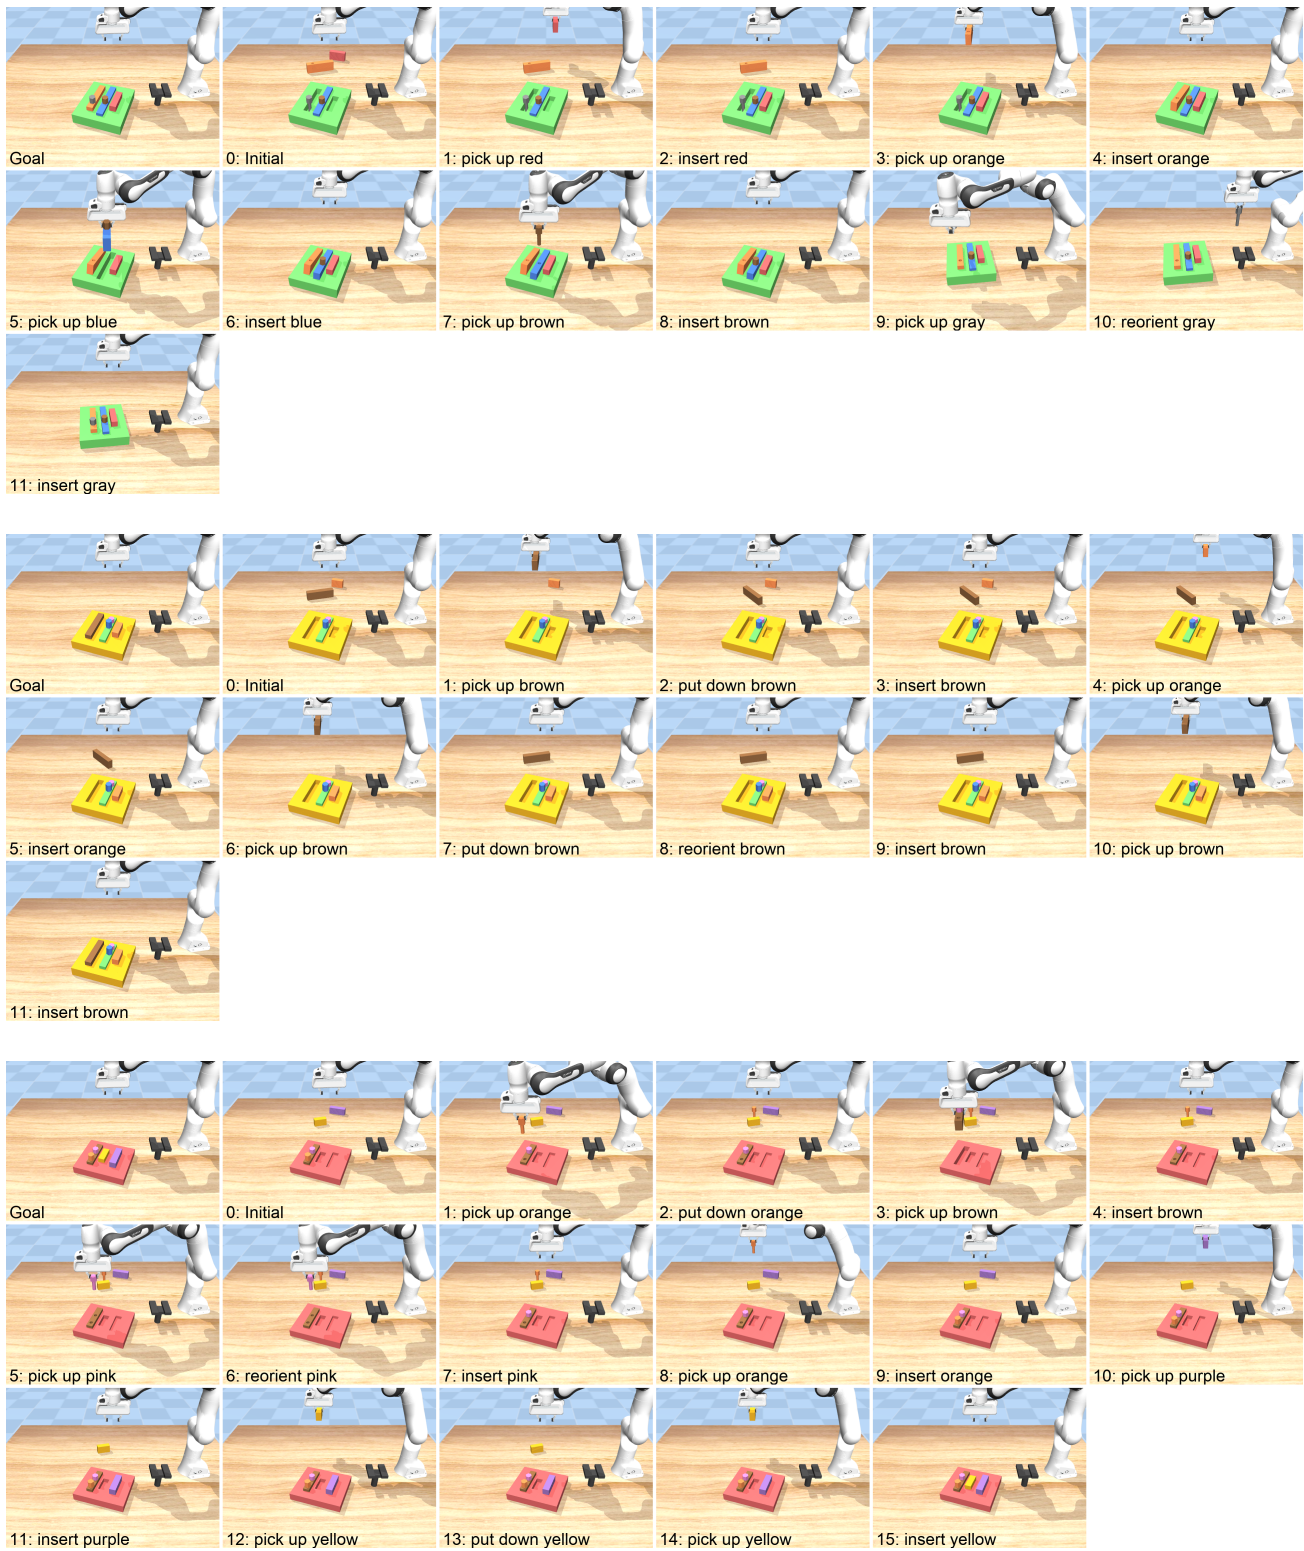 Goal
0: Initial
1: pick up red
2: insert red
3: pick up orange
4: insert orange
5: pick up blue
6: insert blue
7: pick up brown
8: insert brown
9: pick up gray
10: reorient gray
11: insert gray
Goal
0: Initial
1: pick up brown
2: put down brown
3: insert brown
4: pick up orange
5: insert orange
6: pick up brown
7: put down brown
8: reorient brown
9: insert brown
10: pick up brown
11: insert brown
Goal
0: Initial
1: pick up orange
2: put down orange
3: pick up brown
4: insert brown
5: pick up pink
6: reorient pink
7: insert pink
8: pick up orange
9: insert orange
10: pick up purple
11: insert purple
12: pick up yellow
13: put down yellow
14: pick up yellow
15: insert yellow